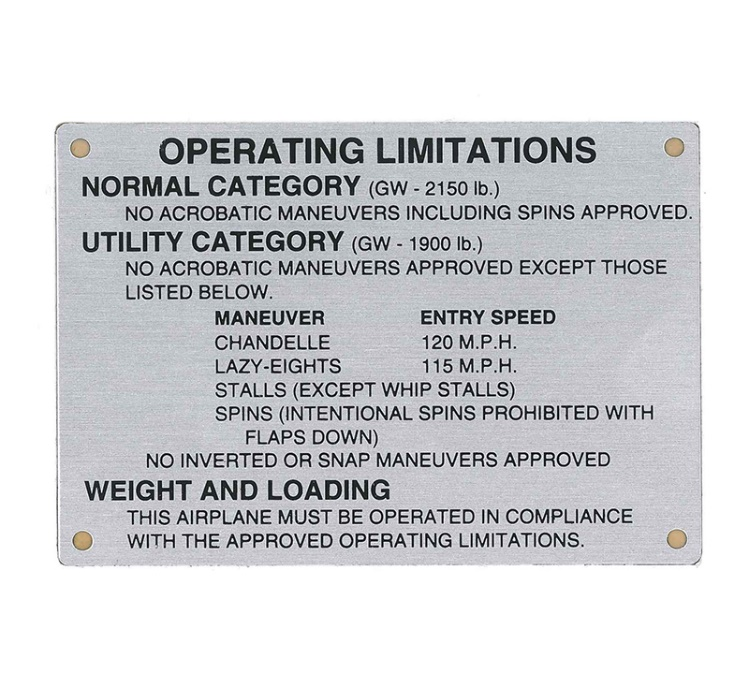 OPERATING LIMITATIONS
NORMAL CATEGORY (GW - 2150 lb.)
NO ACROBATIC MANEUVERS INCLUDING SPINS APPROVED.
UTILITY CATEGORY (GW - 1900 lb.)
NO ACROBATIC MANEUVERS APPROVED EXCEPT THOSE
LISTED BELOW.
MANEUVER ENTRY SPEED
CHANDELLE 120 M.P.H.
LAZY-EIGHTS 115 M.P.H.
STALLS (EXCEPT WHIP STALLS)
SPINS (INTENTIONAL SPINS PROHIBITED WITH
FLAPS DOWN)
NO INVERTED OR SNAP MANEUVERS APPROVED
WEIGHT AND LOADING
THIS AIRPLANE MUST BE OPERATED IN COMPLIANCE
WITH THE APPROVED OPERATING LIMITATIONS.